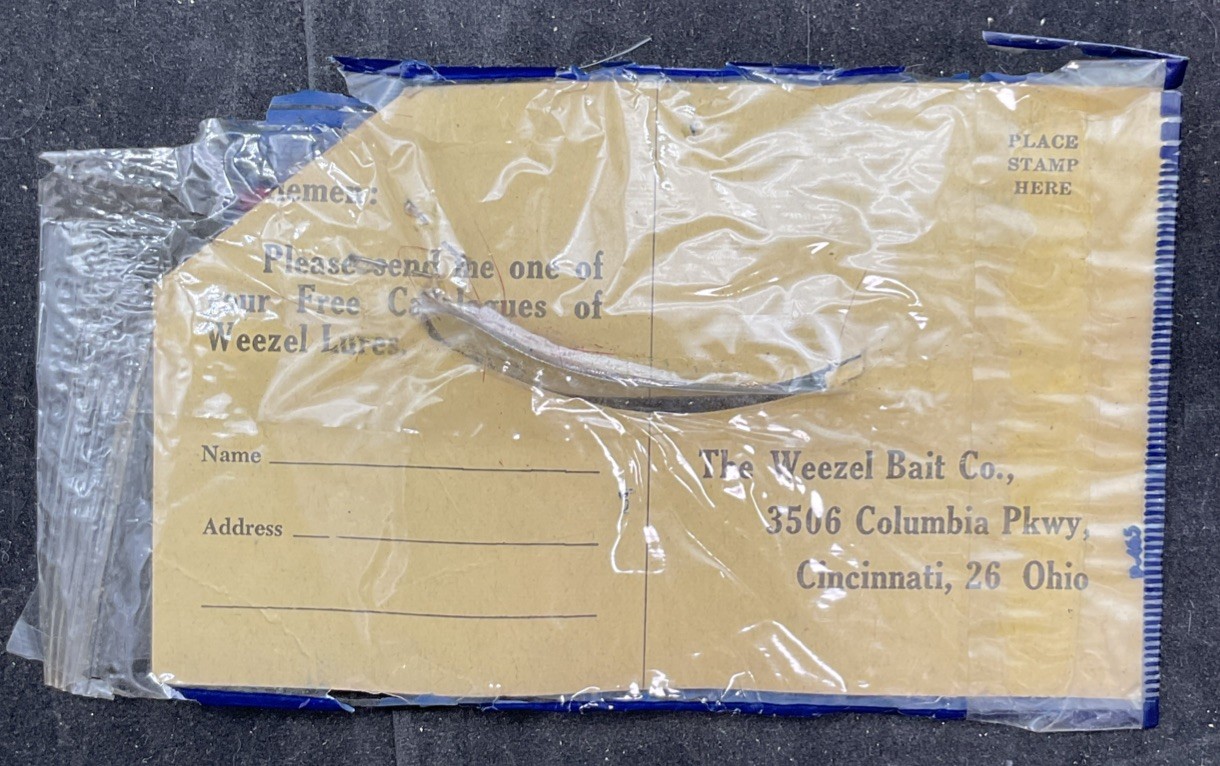 Please send me one of
your Free Catalogues of
Weezel Lures.
Name
Address
PLACE
STAMP
HERE
The Weezel Bait Co.,
3506 Columbia Pkwy,
Cincinnati, 26 Ohio